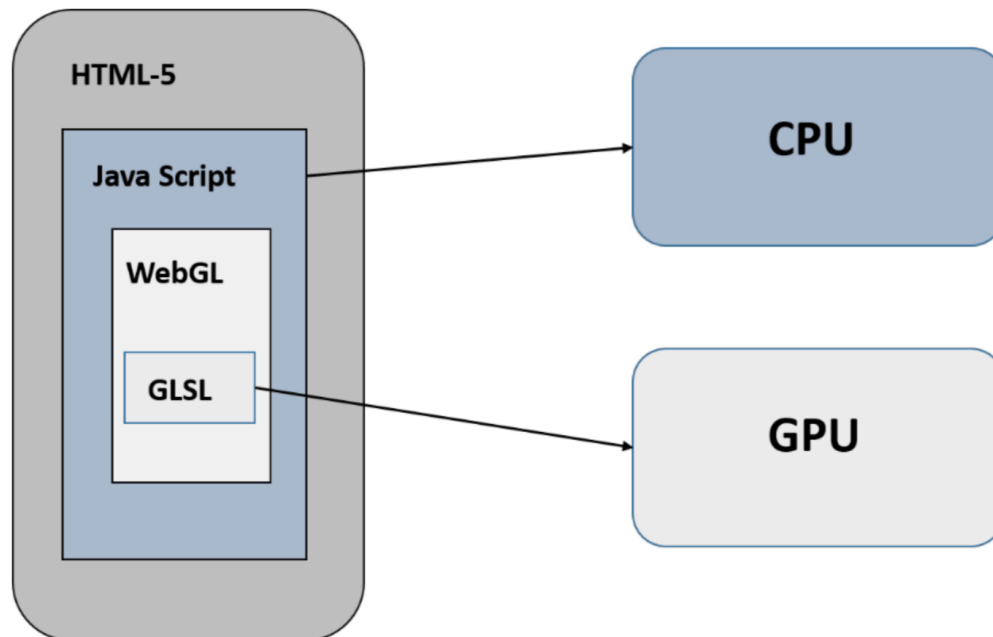 HTML-5
Java Script
WebGL
GLSL
CPU
GPU